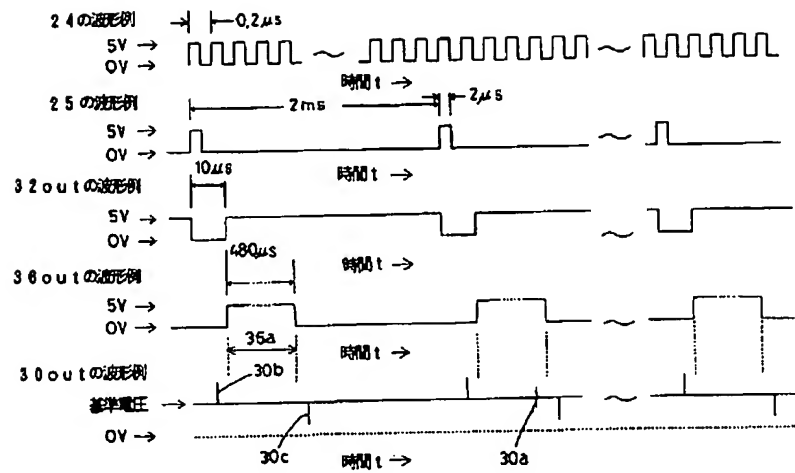 24の波形例
0,2μs
5V →
0V →
時間t →
25の波形例
2ms
2μs
5V →
0V →
10μs
時間t →
32outの波形例
5V →
0V →
480μs
時間t →
36outの波形例
5V →
0V →
36a
時間t →
30outの波形例
30b
基準電圧 →
0V →
30c
30a
時間t →